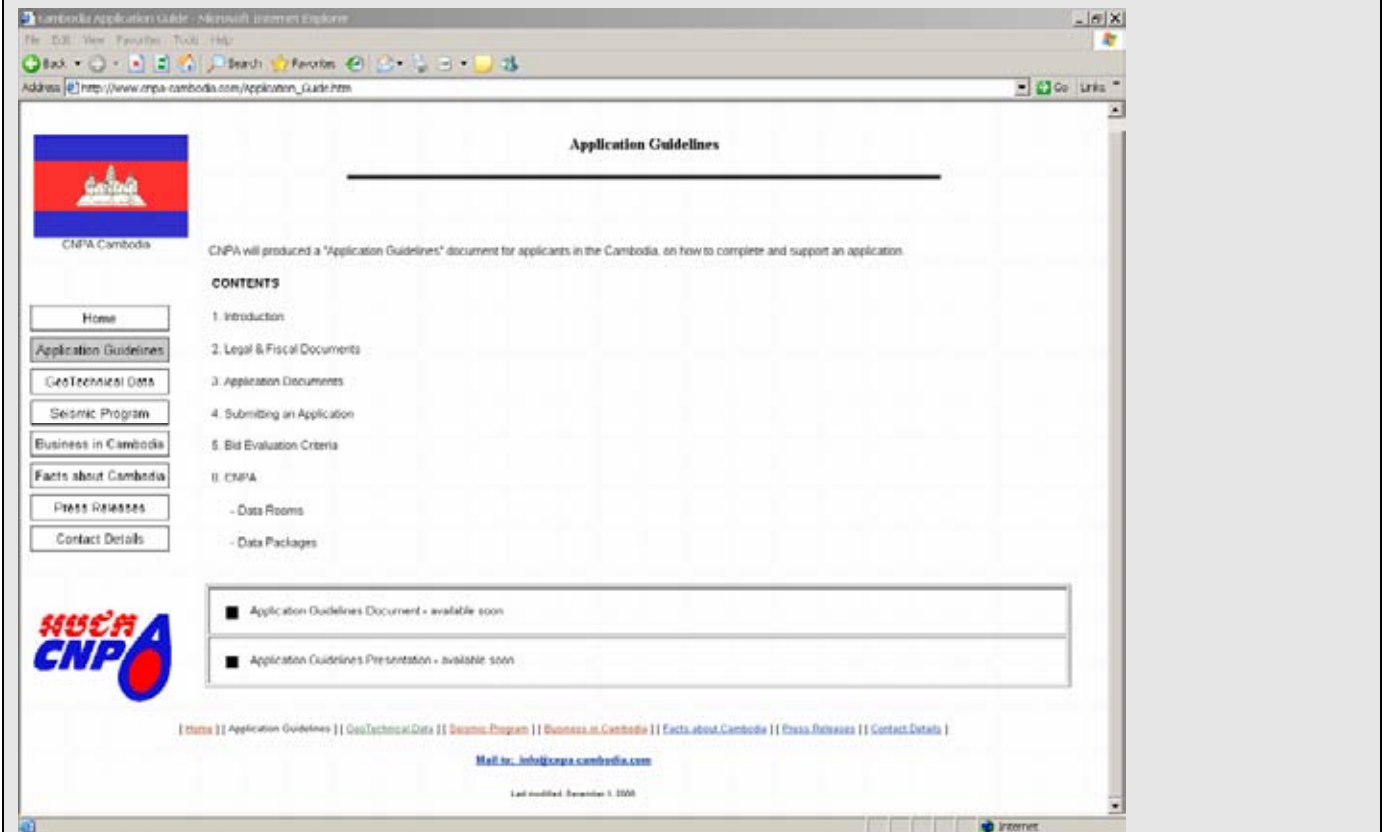 Cambodia Application Guide - Microsoft Internet Explorer
File Edit View Favorites Tools Help
Back Search Favorites
Address http://www.cnpa-cambodia.com/Application_Guide.htm Go Links
Application Guidelines
CNPA Cambodia
CNPA will produced a "Application Guidelines" document for applicants in the Cambodia, on how to complete and support an application.
CONTENTS
Home
1. Introduction
Application Guidelines
2. Legal & Fiscal Documents
GeoTechnical Data
3. Application Documents
Seismic Program
4. Submitting an Application
Business in Cambodia
5. Bid Evaluation Criteria
Facts about Cambodia
6. CNPA
Press Releases
- Data Rooms
Contact Details
- Data Packages
Application Guidelines Document - available soon
CNPA
Application Guidelines Presentation - available soon
[ Home ] [ Application Guidelines ] [ GeoTechnical Data ] [ Seismic Program ] [ Business in Cambodia ] [ Facts about Cambodia ] [ Press Releases ] [ Contact Details ]
Mail to: info@cnpa-cambodia.com
Last modified: December 1,
Internet